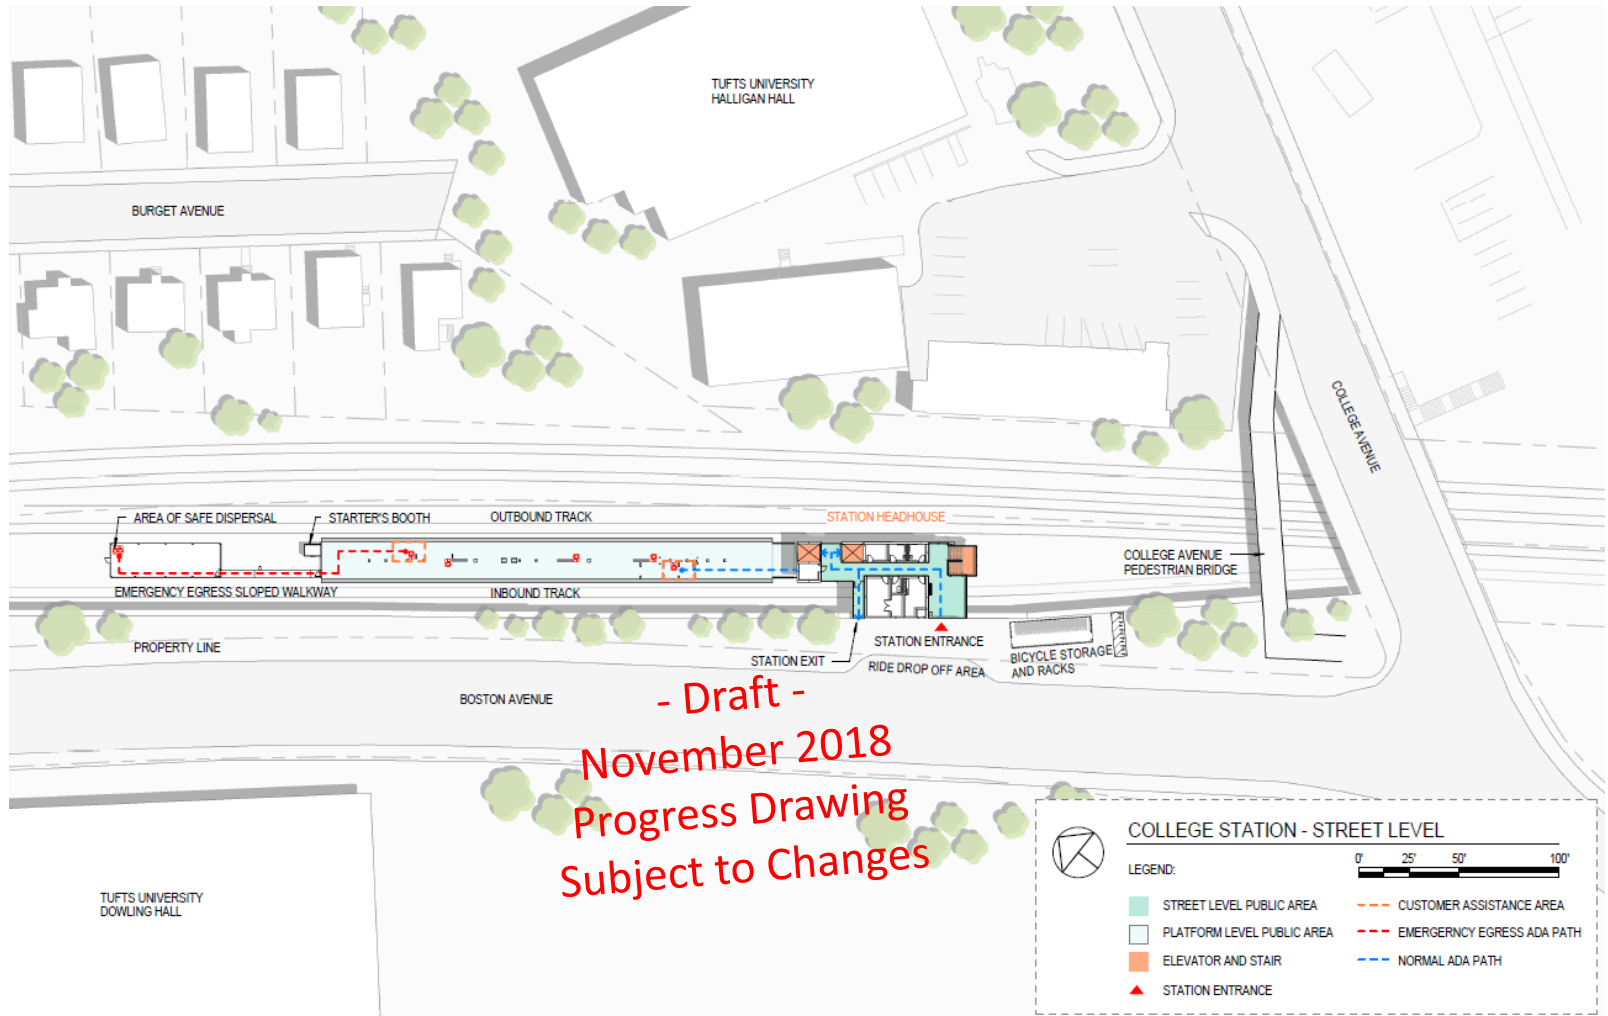 TUFTS UNIVERSITY
HALLIGAN HALL
BURGET AVENUE
COLLEGE AVENUE
AREA OF SAFE DISPERSAL
STARTER'S BOOTH
OUTBOUND TRACK
STATION HEADHOUSE
COLLEGE AVENUE
PEDESTRIAN BRIDGE
EMERGENCY EGRESS SLOPED WALKWAY
INBOUND TRACK
PROPERTY LINE
STATION EXIT
STATION ENTRANCE
RIDE DROP OFF AREA
BICYCLE STORAGE
AND RACKS
BOSTON AVENUE
- Draft -
November 2018
Progress Drawing
Subject to Changes
TUFTS UNIVERSITY
DOWLING HALL
COLLEGE STATION - STREET LEVEL
LEGEND:
0' 25' 50' 100'
STREET LEVEL PUBLIC AREA
PLATFORM LEVEL PUBLIC AREA
ELEVATOR AND STAIR
STATION ENTRANCE
CUSTOMER ASSISTANCE AREA
EMERGERNCY EGRESS ADA PATH
NORMAL ADA PATH